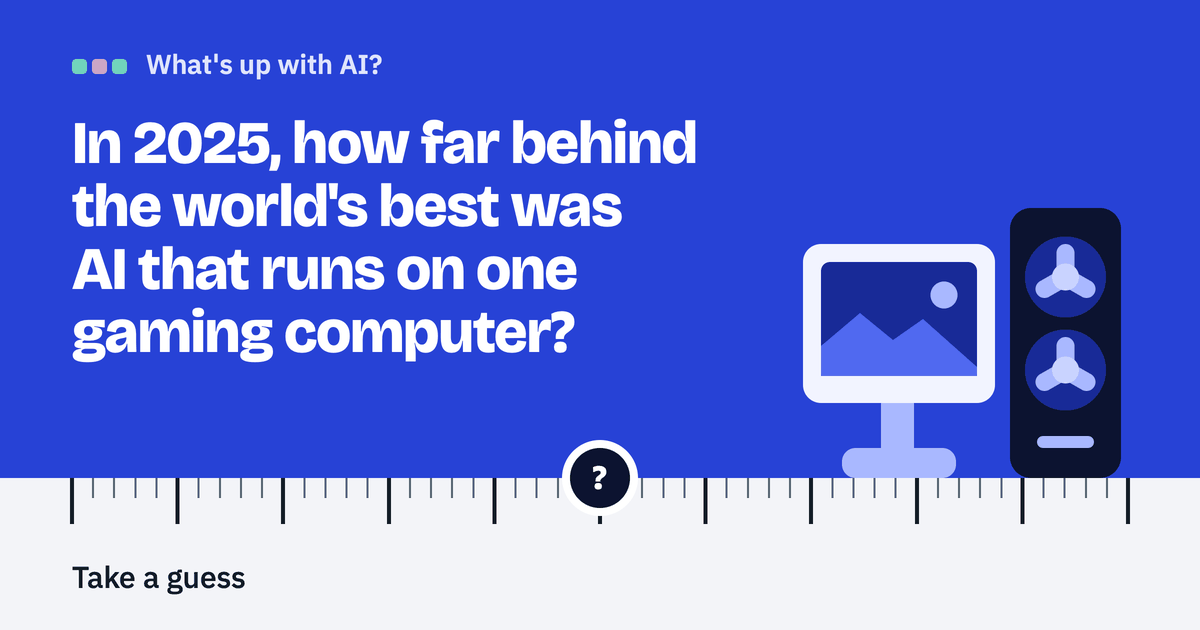 What's up with AI?
In 2025, how far behind
the world's best was
AI that runs on one
gaming computer?
?
Take a guess